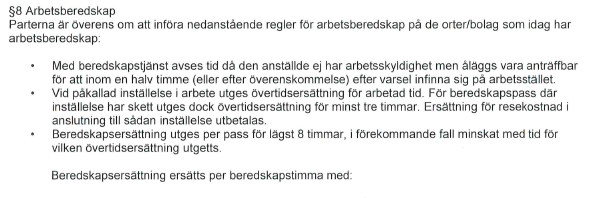 §8 Arbetsberedskap
Parterna är överens om att införa nedanstående regler för arbetsberedskap på de orter/bolag som idag har
arbetsberedskap:
• Med beredskapstjänst avses tid då den anställde ej har arbetsskyldighet men åläggs vara anträffbar
för att inom en halv timme (eller efter överenskommelse) efter varsel infinna sig på arbetsstället.
• Vid påkallad inställelse i arbete utges övertidsersättning för arbetad tid. För beredskapspass där
inställelse har skett utges dock övertidsersättning för minst tre timmar. Ersättning för resekostnad i
anslutning till sådan inställelse utbetalas.
• Beredskapsersättning utges per pass för lägst 8 timmar, i förekommande fall minskat med tid för
vilken övertidsersättning utgetts.
Beredskapsersättning ersätts per beredskapstimma med: